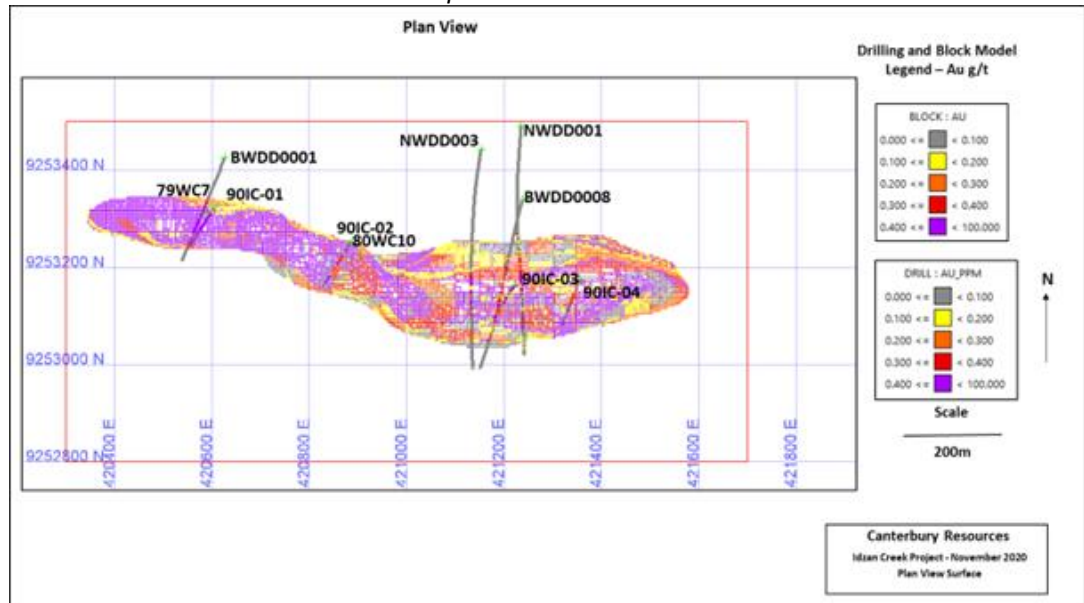 Plan View
Drilling and Block Model
Legend – Au g/t
BLOCK : AU
0.000 <= < 0.100
0.100 <= < 0.200
0.200 <= < 0.300
0.300 <= < 0.400
0.400 <= < 100.000
DRILL : AU_PPM
0.000 <= < 0.100
0.100 <= < 0.200
0.200 <= < 0.300
0.300 <= < 0.400
0.400 <= < 100.000
Scale
200m
N
NWDD003
NWDD001
BWDD0001
9253400 N
79WC7
90IC-01
BWDD0008
90IC-02
80WC10
9253200 N
90IC-03
90IC-04
9253000 N
9252800 N
420400 E
420600 E
420800 E
421000 E
421200 E
421400 E
421600 E
421800 E
Canterbury Resources
Idzan Creek Project - November 2020
Plan View Surface